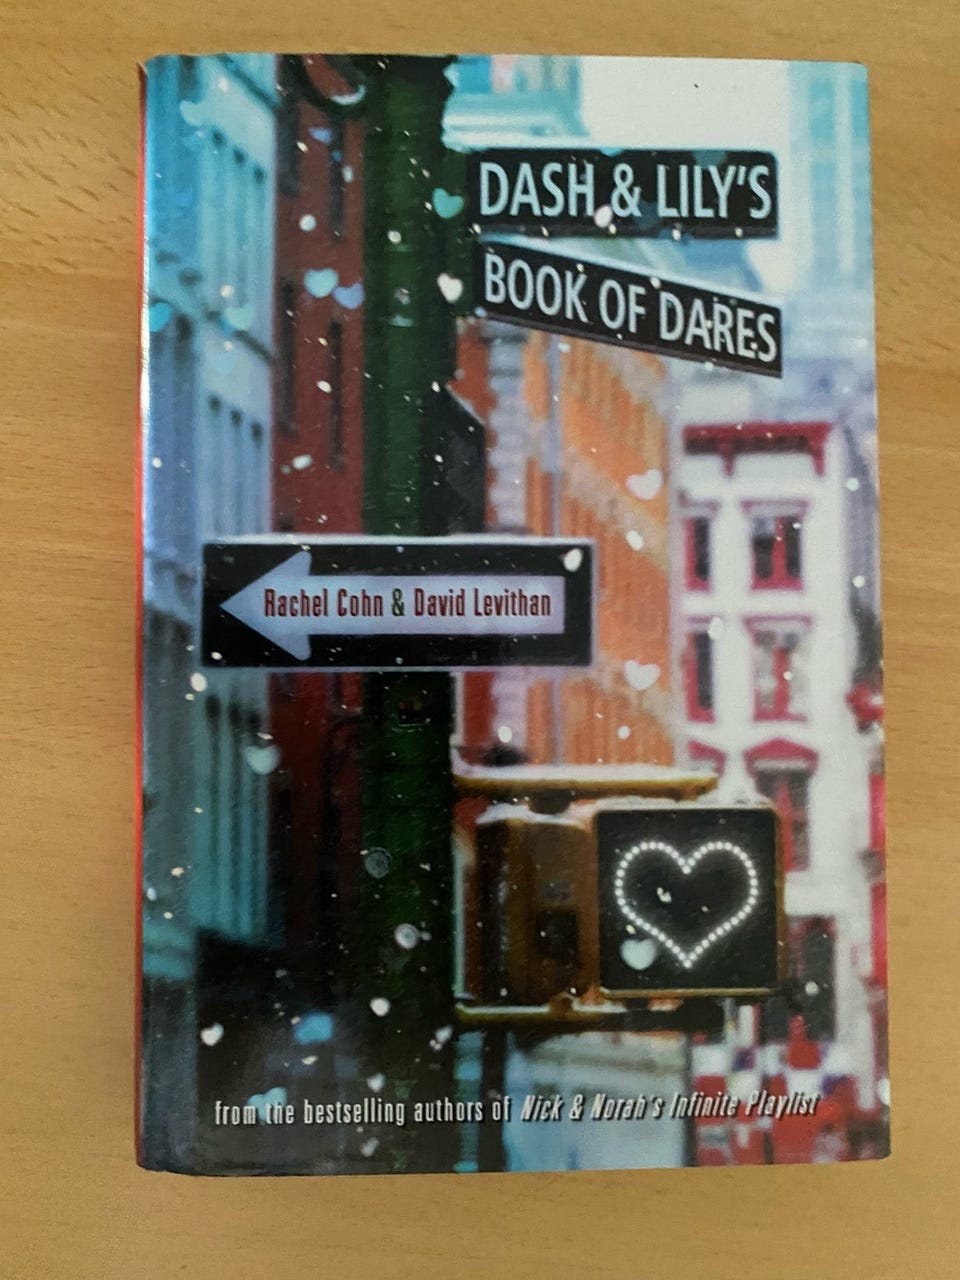 DASH & LILY'S
BOOK OF DARES
Rachel Cohn & David Levithan
from the bestselling authors of Nick & Norah's Infinite Playlist